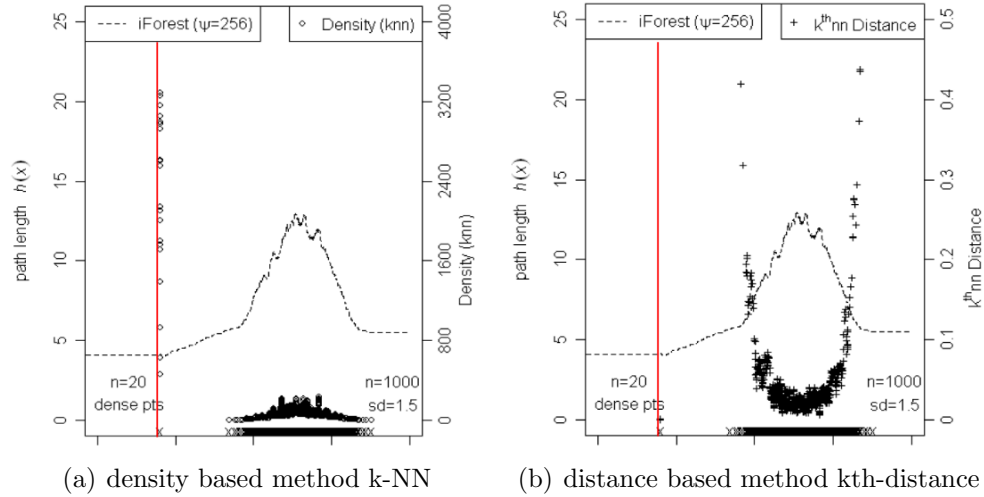 iForest (ψ=256)
Density (knn)
path length h(x)
0
5
10
15
20
25
0
800
1600
2400
3200
4000
Density (knn)
n=20
dense pts
n=1000
sd=1.5
(a) density based method k-NN
iForest (ψ=256)
kthnn Distance
path length h(x)
0
5
10
15
20
25
0.0
0.1
0.2
0.3
0.4
0.5
kthnn Distance
n=20
dense pts
n=1000
sd=1.5
(b) distance based method kth-distance